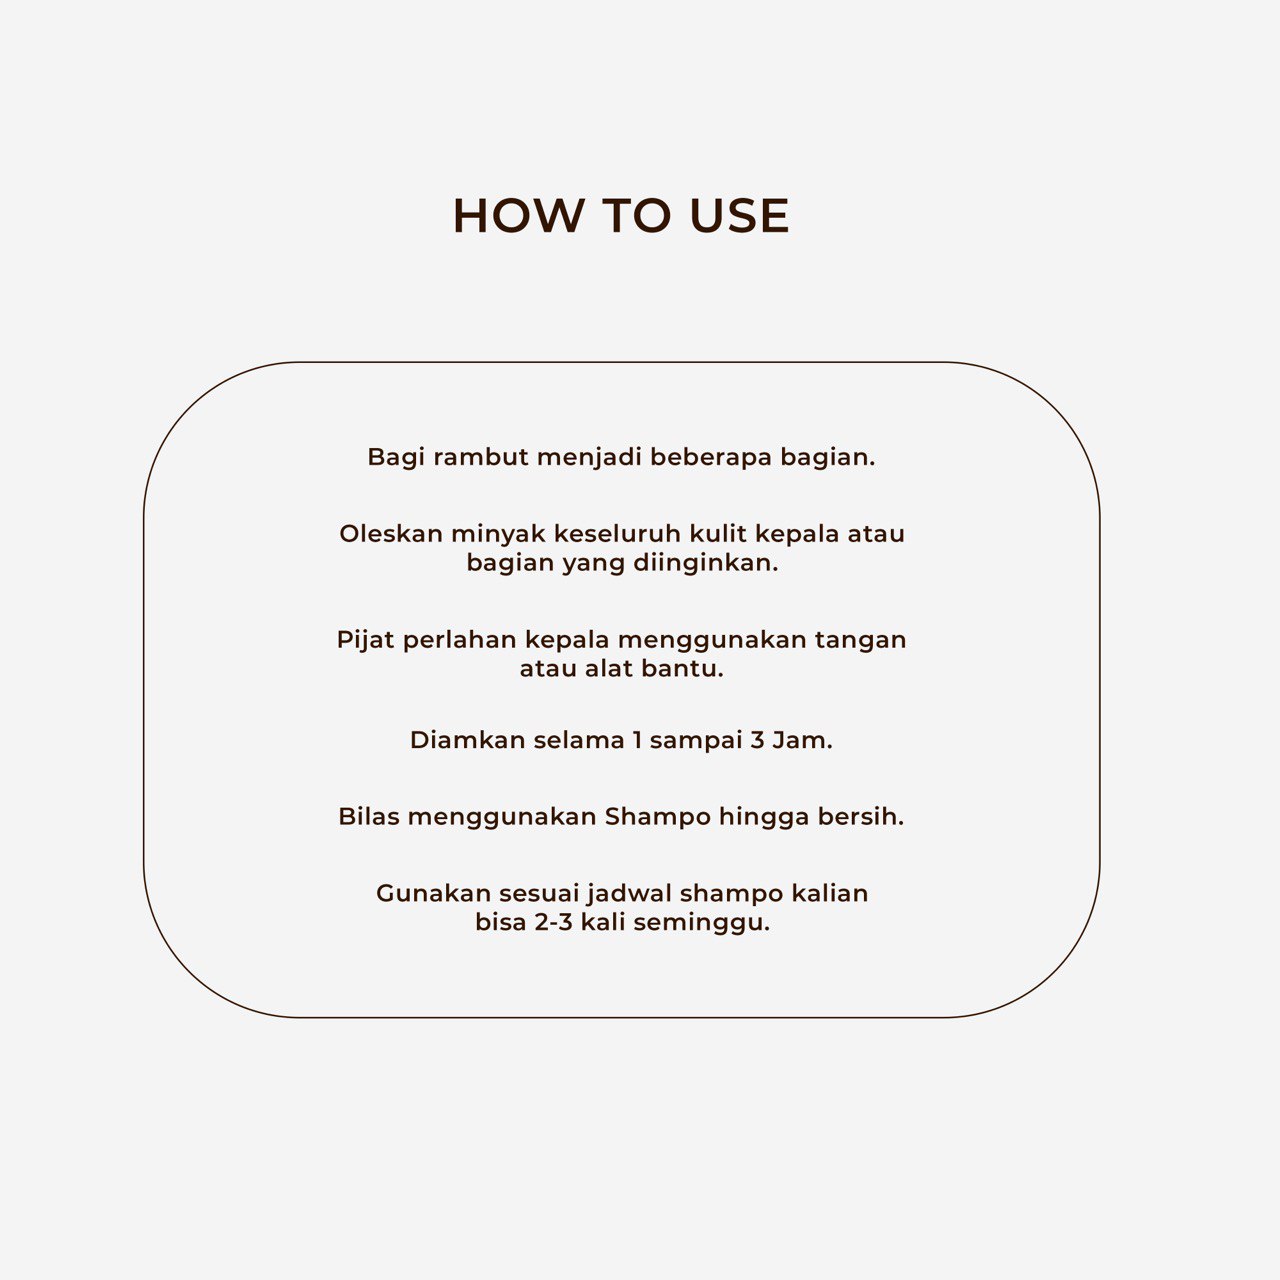 HOW TO USE
Bagi rambut menjadi beberapa bagian.
Oleskan minyak keseluruh kulit kepala atau
bagian yang diinginkan.
Pijat perlahan kepala menggunakan tangan
atau alat bantu.
Diamkan selama 1 sampai 3 Jam.
Bilas menggunakan Shampo hingga bersih.
Gunakan sesuai jadwal shampo kalian
bisa 2-3 kali seminggu.